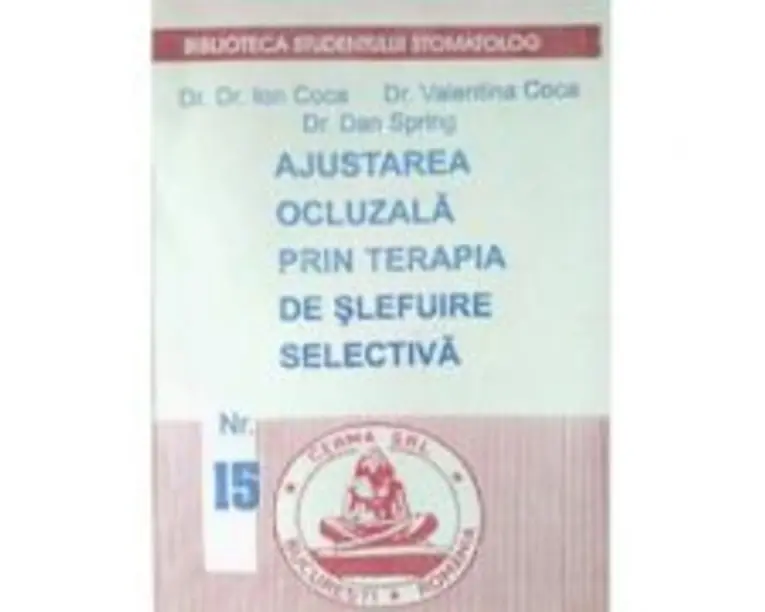 BIBLIOTECA STUDENTULUI STOMATOLOG
Dr. Dr. Ion Coca Dr. Valentina Coca
Dr. Dan Spring
AJUSTAREA
OCLUZALĂ
PRIN TERAPIA
DE ŞLEFUIRE
SELECTIVĂ
Nr.
15
CERMA SRL
BUCUREŞTI ROMÂNIA